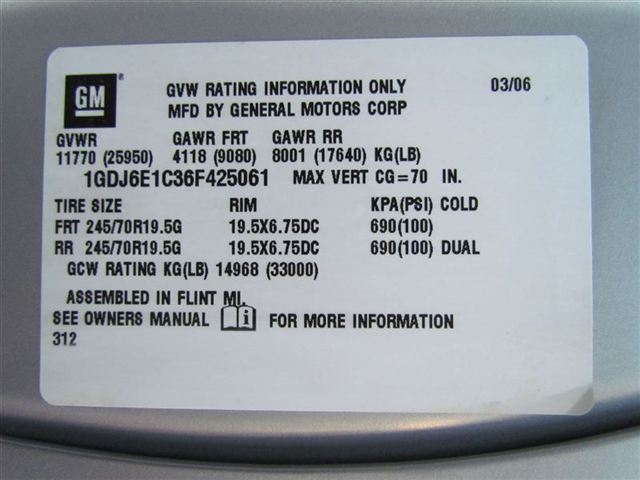 GM ® GVW RATING INFORMATION ONLY 03/06
MFD BY GENERAL MOTORS CORP
GVWR GAWR FRT GAWR RR
11770 (25950) 4118 (9080) 8001 (17640) KG(LB)
1GDJ6E1C36F425061 MAX VERT CG=70 IN.
TIRE SIZE RIM KPA(PSI) COLD
FRT 245/70R19.5G 19.5X6.75DC 690(100)
RR 245/70R19.5G 19.5X6.75DC 690(100) DUAL
GCW RATING KG(LB) 14968 (33000)
ASSEMBLED IN FLINT MI.
SEE OWNERS MANUAL i FOR MORE INFORMATION
312